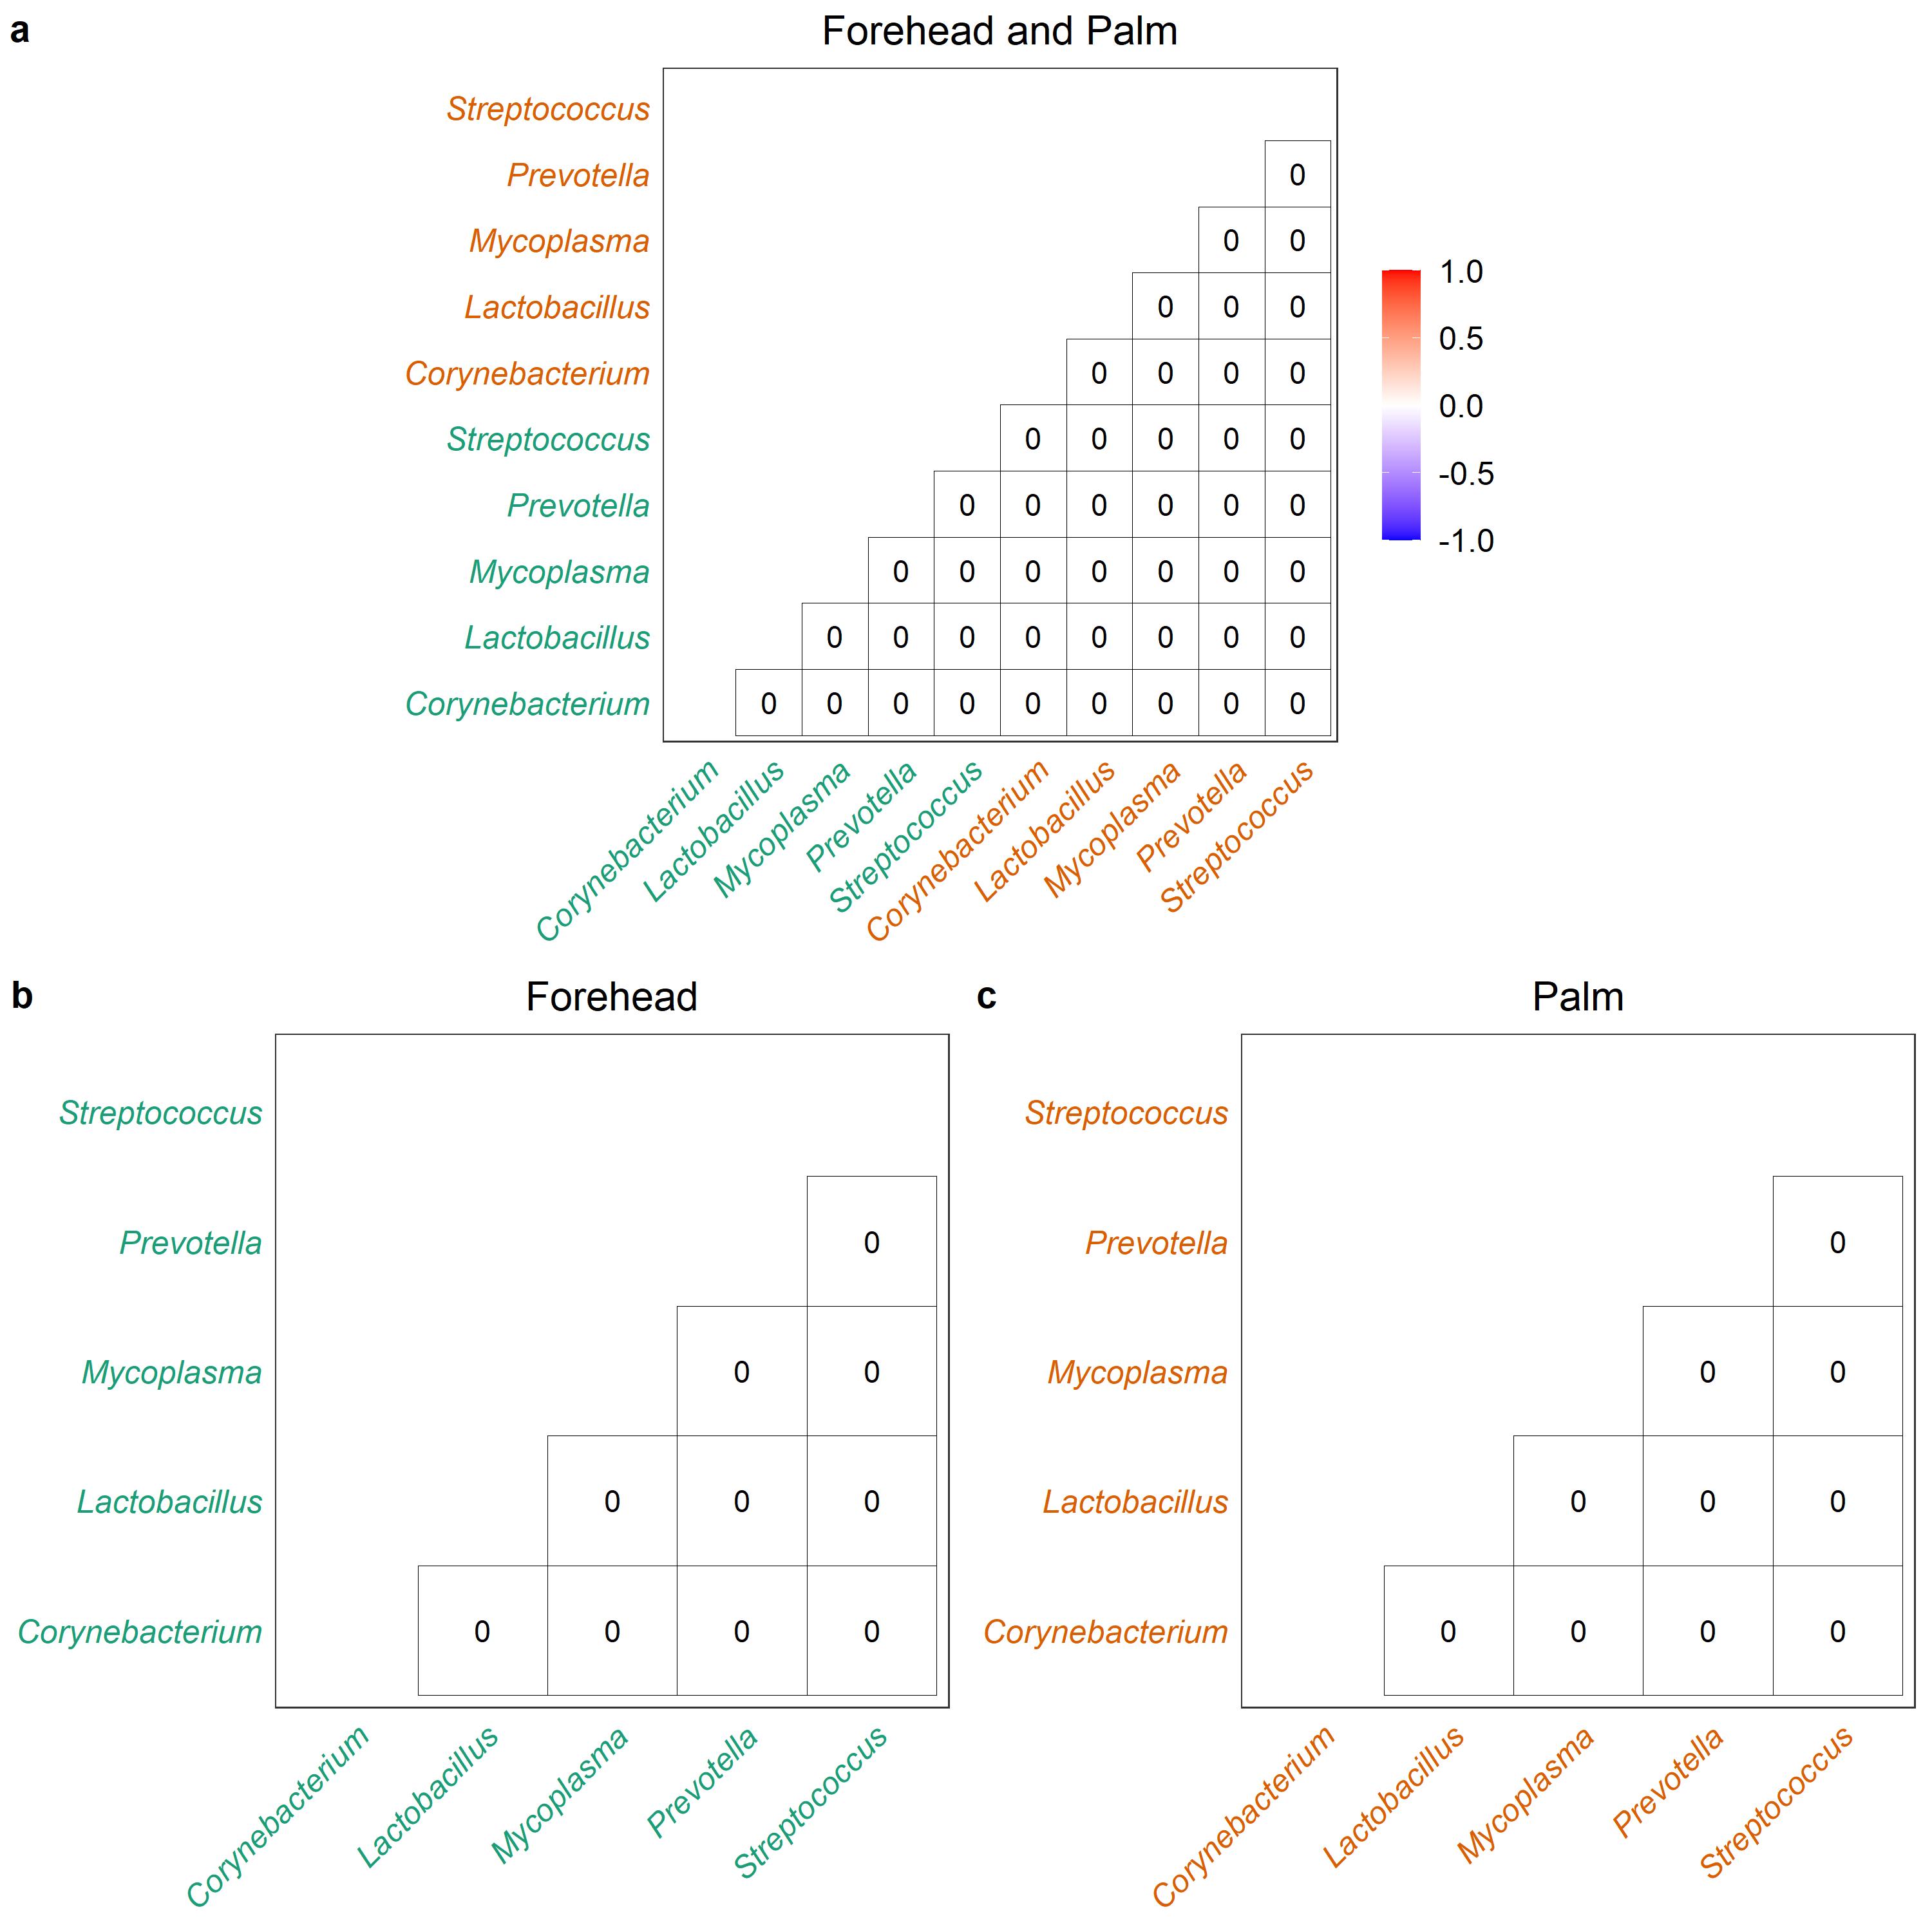 a
Forehead and Palm
Streptococcus
Prevotella 0
Mycoplasma 0 0
Lactobacillus 0 0 0
Corynebacterium 0 0 0 0
Streptococcus 0 0 0 0 0
Prevotella 0 0 0 0 0 0
Mycoplasma 0 0 0 0 0 0 0
Lactobacillus 0 0 0 0 0 0 0 0
Corynebacterium 0 0 0 0 0 0 0 0 0
Corynebacterium
Lactobacillus
Mycoplasma
Prevotella
Streptococcus
Corynebacterium
Lactobacillus
Mycoplasma
Prevotella
Streptococcus
1.0
0.5
0.0
-0.5
-1.0
b
Forehead
Streptococcus
Prevotella 0
Mycoplasma 0 0
Lactobacillus 0 0 0
Corynebacterium 0 0 0 0
Corynebacterium
Lactobacillus
Mycoplasma
Prevotella
Streptococcus
c
Palm
Streptococcus
Prevotella 0
Mycoplasma 0 0
Lactobacillus 0 0 0
Corynebacterium 0 0 0 0
Corynebacterium
Lactobacillus
Mycoplasma
Prevotella
Streptococcus